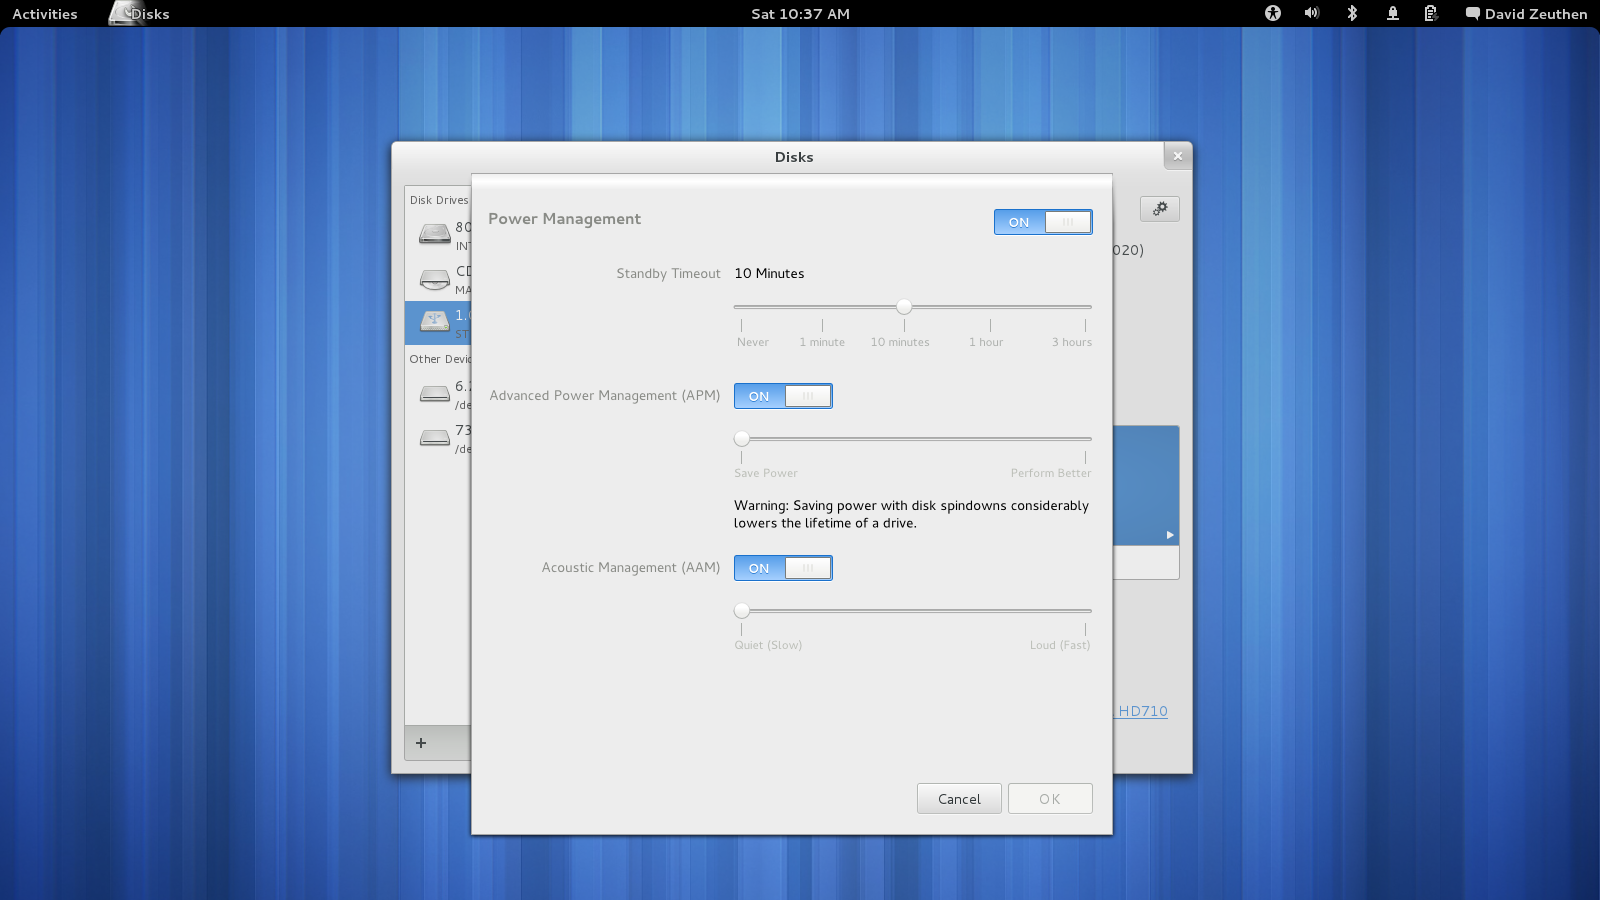 Activities
Disks
Sat 10:37 AM
David Zeuthen
Disks
Disk Drives
80
INT
CD
MA
1.0
ST
Other Devic
6.2
/de
73
/de
+
020)
HD710
Power Management
ON
Standby Timeout 10 Minutes
Never 1 minute 10 minutes 1 hour 3 hours
Advanced Power Management (APM) ON
Save Power Perform Better
Warning: Saving power with disk spindowns considerably
lowers the lifetime of a drive.
Acoustic Management (AAM) ON
Quiet (Slow) Loud (Fast)
Cancel OK